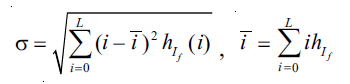 σ = √(∑_{i=0}^{L} (i − i̅)² h_{I_f}(i)) , i̅ = ∑_{i=0}^{L} i h_{I_f}(i)